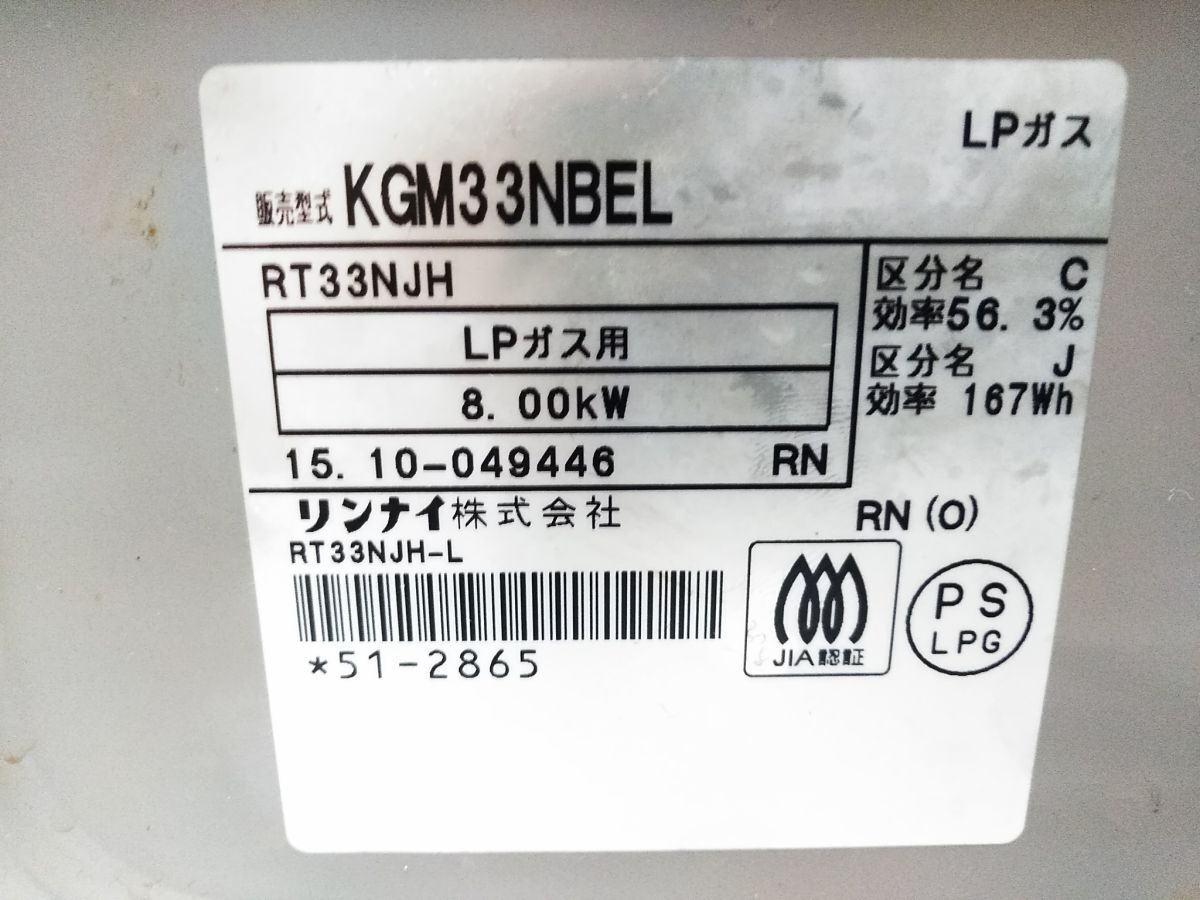 LPガス
販売型式 KGM33NBEL
RT33NJH
LPガス用
8.00kW
15.10-049446 RN
区分名 C
効率56.3%
区分名 J
効率 167Wh
リンナイ株式会社
RN(O)
RT33NJH-L
*51-2865
JIA認証
PS
LPG